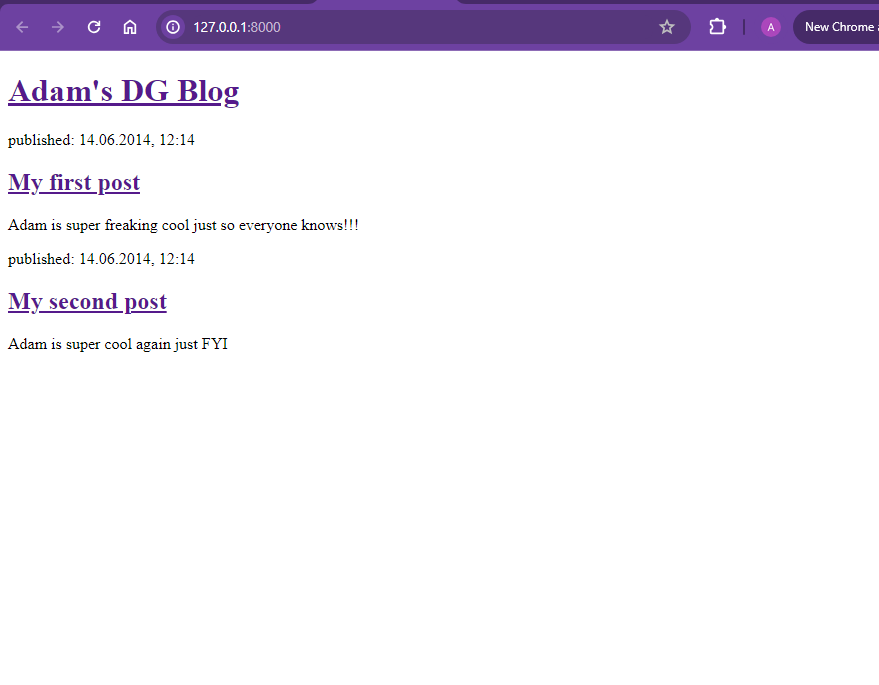 127.0.0.1:8000
A
New Chrome
Adam's DG Blog
published: 14.06.2014, 12:14
My first post
Adam is super freaking cool just so everyone knows!!!
published: 14.06.2014, 12:14
My second post
Adam is super cool again just FYI